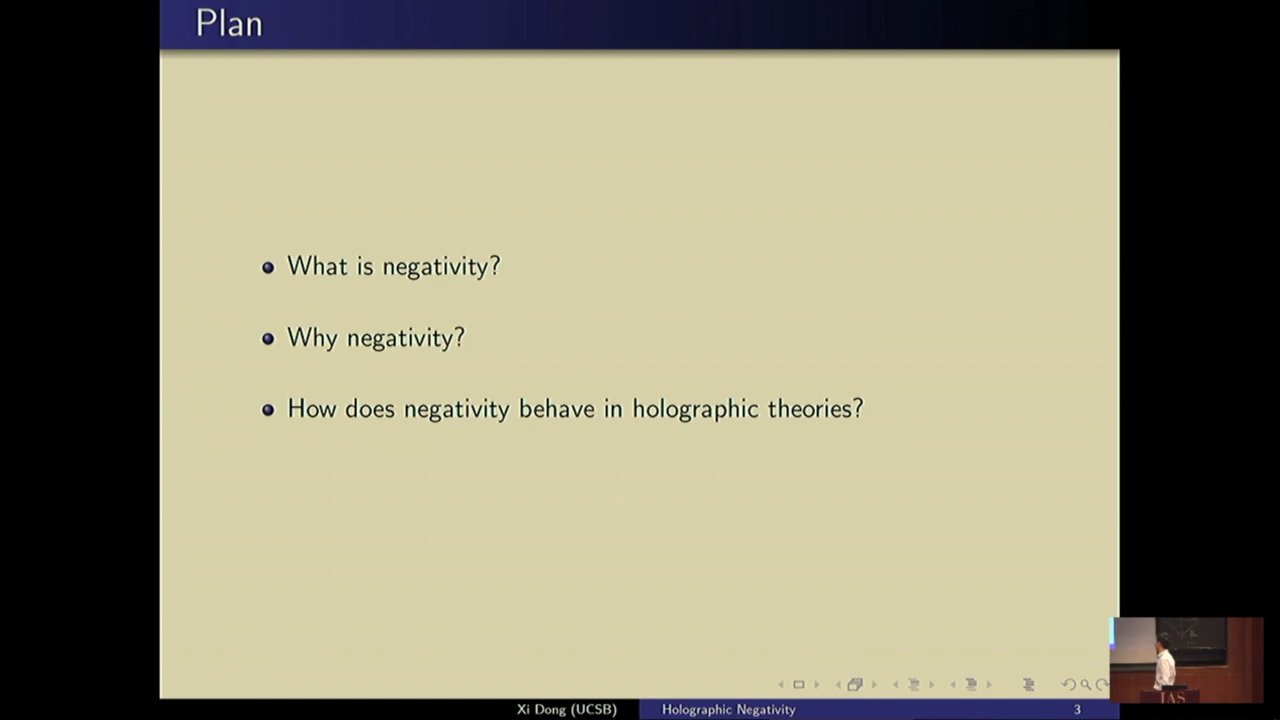 Plan
What is negativity?
Why negativity?
How does negativity behave in holographic theories?
Xi Dong (UCSB)
Holographic Negativity
3
IAS